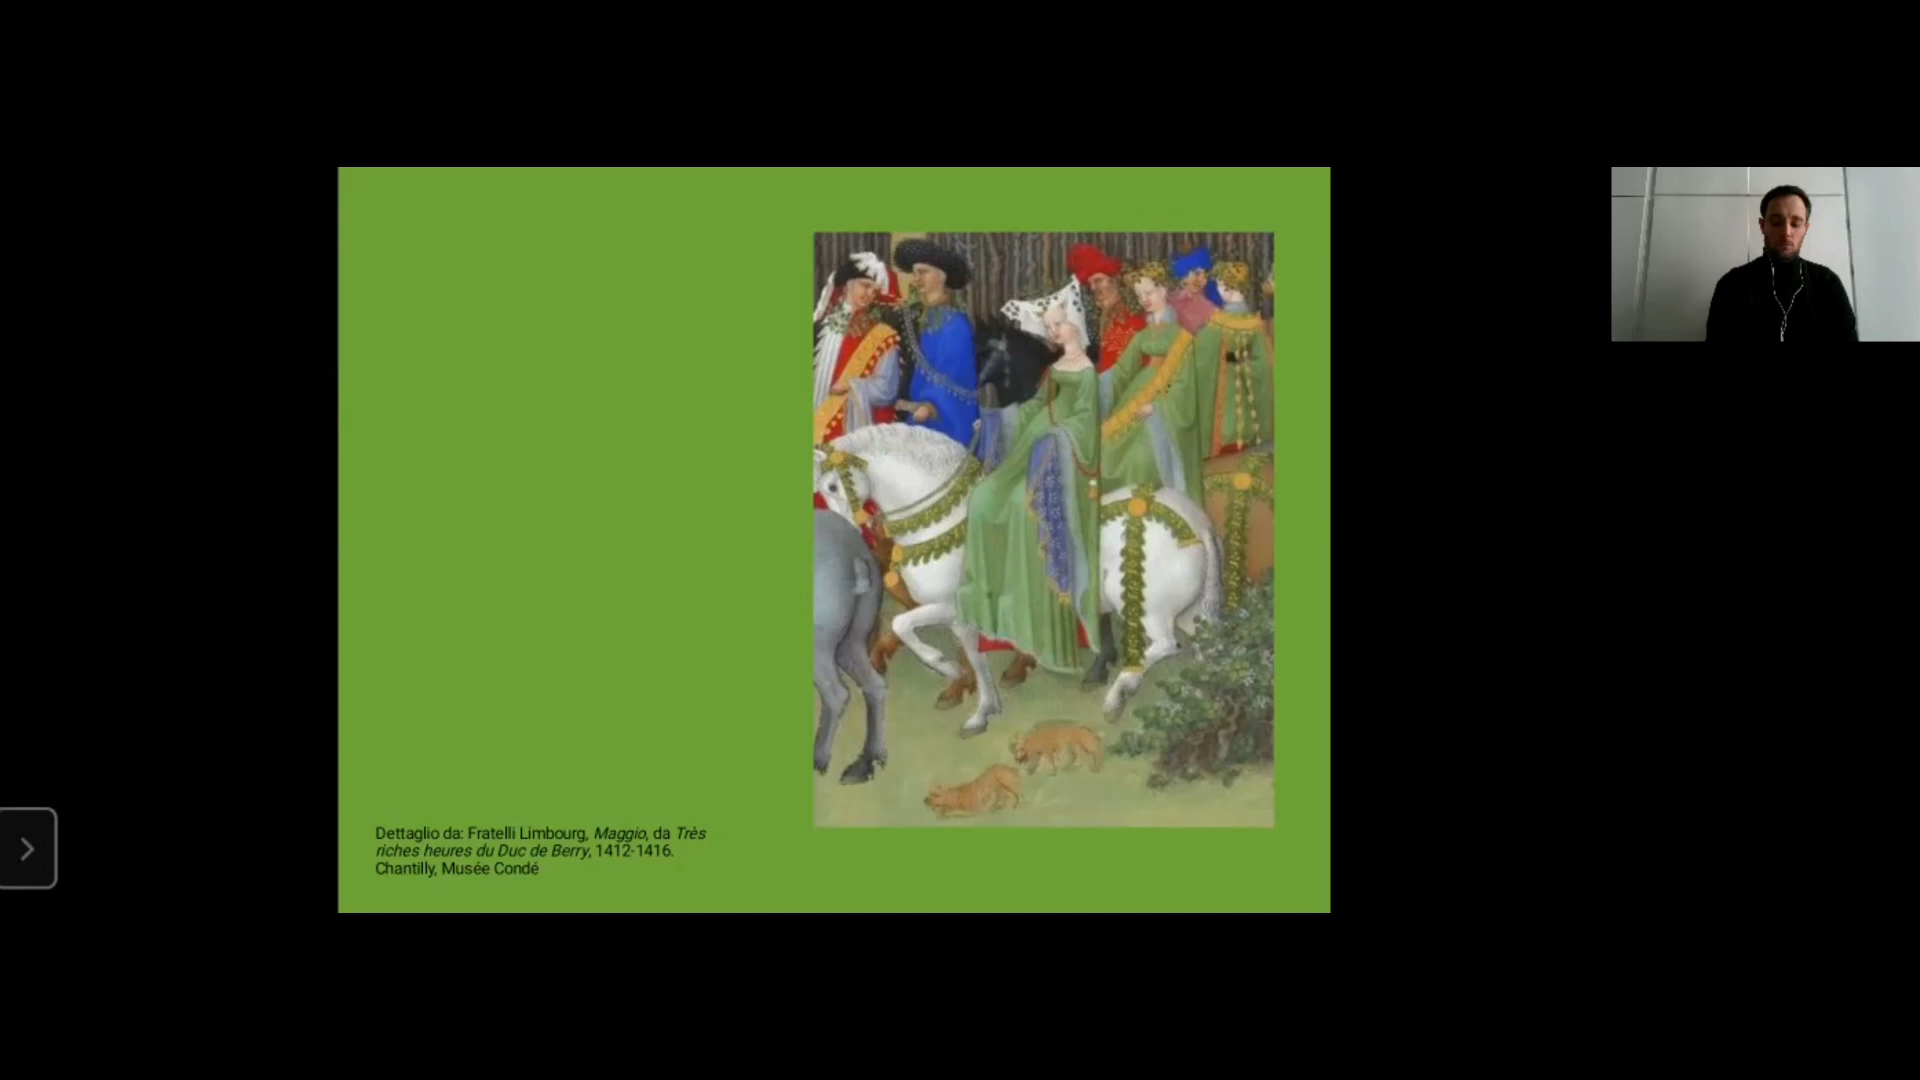 Dettaglio da: Fratelli Limbourg, Maggio, da Très
riches heures du Duc de Berry, 1412-1416.
Chantilly, Musée Condé